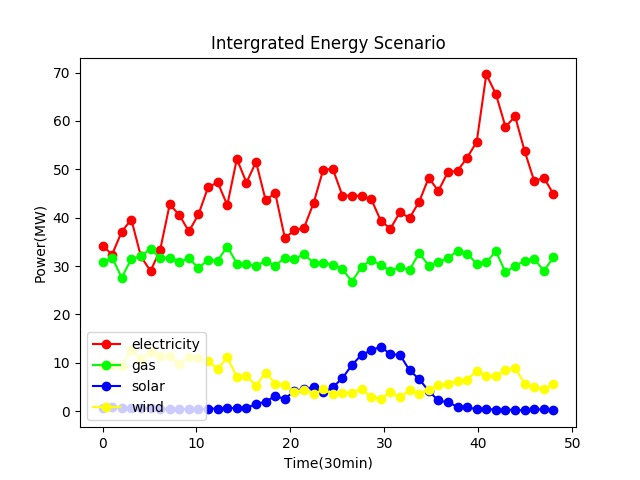 Intergrated Energy Scenario
Power(MW)
70
60
50
40
30
20
10
0
electricity
gas
solar
wind
0 10 20 30 40 50
Time(30min)